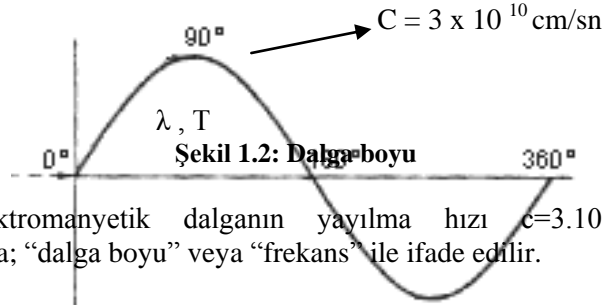 C = 3 x 10 ¹⁰ cm/sn
90°
λ , T
0° Şekil 1.2: Dalga boyu 360°
ktromanyetik dalganın yayılma hızı c=3.10
a; “dalga boyu” veya “frekans” ile ifade edilir.